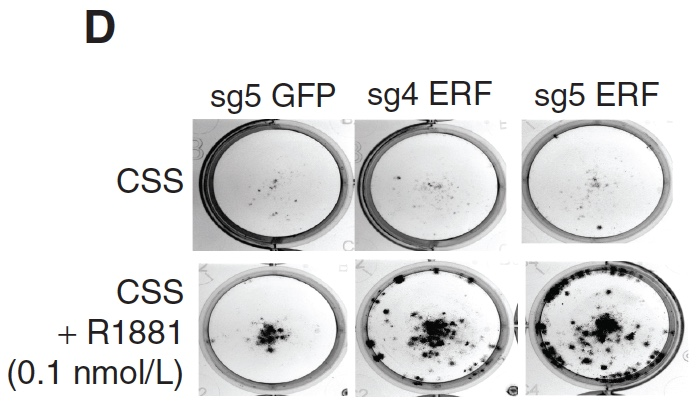 D
sg5 GFP sg4 ERF sg5 ERF
CSS
CSS
+ R1881
(0.1 nmol/L)